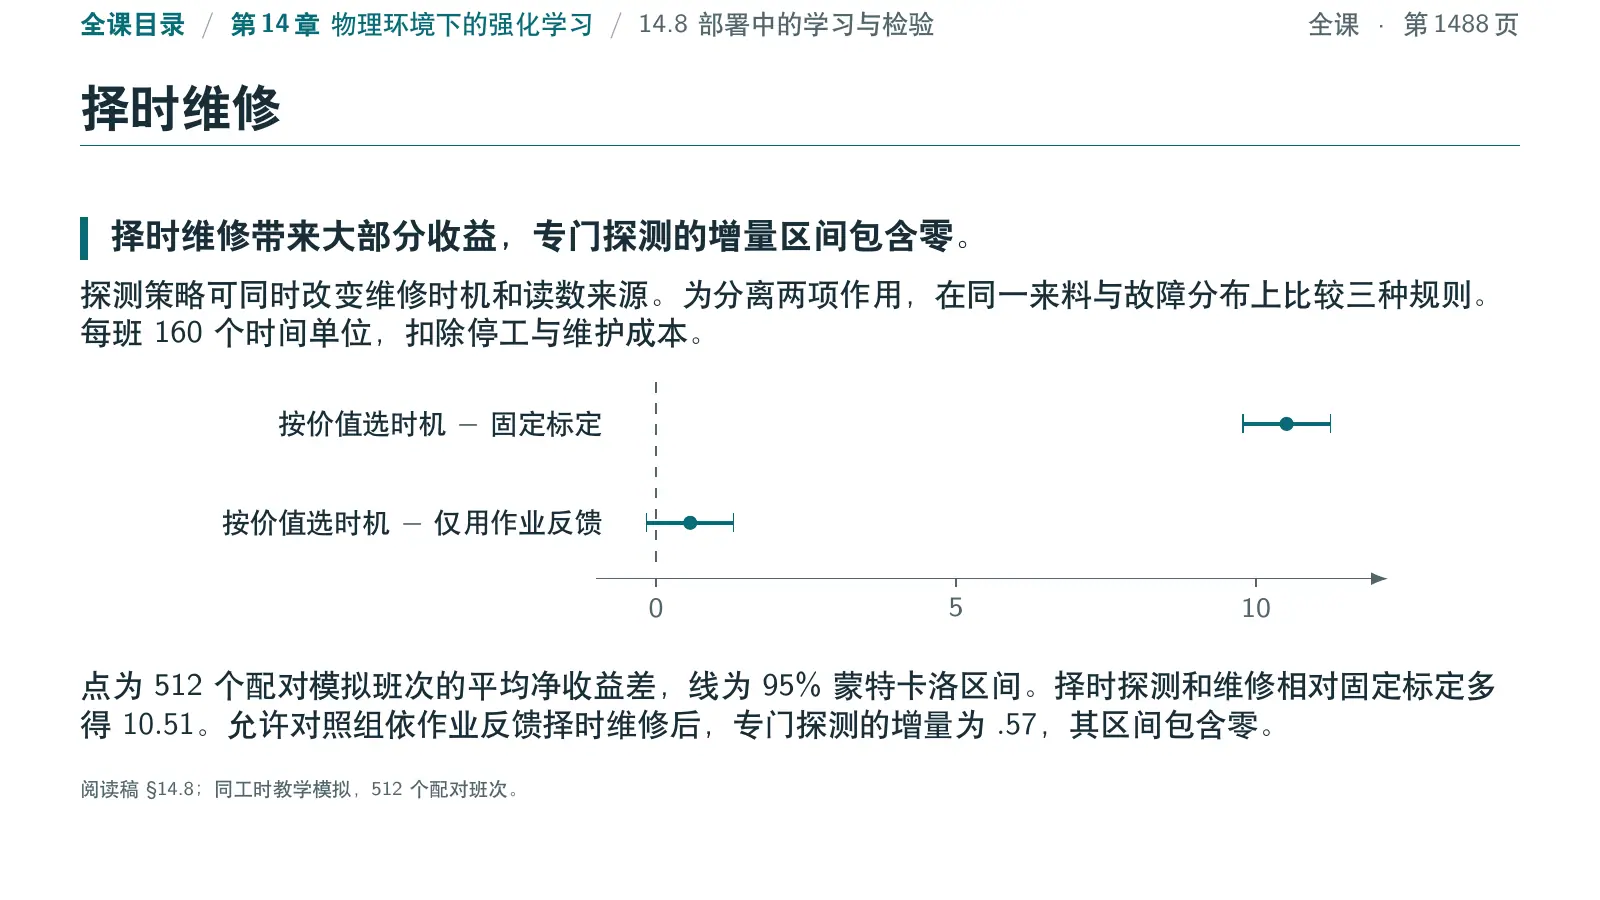 全课目录 / 第 14 章 物理环境下的强化学习 / 14.8 部署中的学习与检验
全课 · 第 1488 页
择时维修
择时维修带来大部分收益，专门探测的增量区间包含零。
探测策略可同时改变维修时机和读数来源。为分离两项作用，在同一来料与故障分布上比较三种规则。
每班 160 个时间单位，扣除停工与维护成本。
按价值选时机 — 固定标定
按价值选时机 — 仅用作业反馈
0 5 10
点为 512 个配对模拟班次的平均净收益差，线为 95% 蒙特卡洛区间。择时探测和维修相对固定标定多
得 10.51。允许对照组依作业反馈择时维修后，专门探测的增量为 .57，其区间包含零。
阅读稿 §14.8；同工时教学模拟，512 个配对班次。